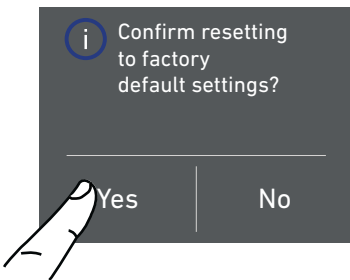 i
Confirm resetting
to factory
default settings?
Yes
No